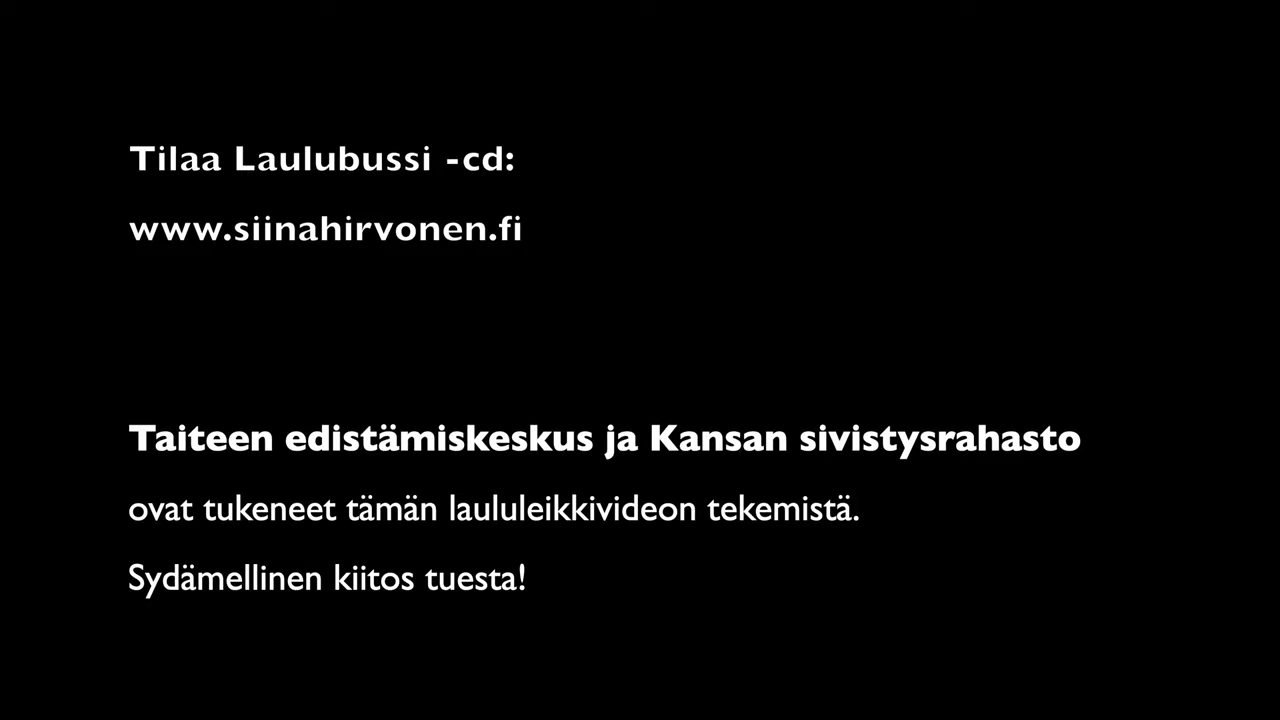 Tilaa Laulubussi -cd:
www.siinahirvonen.fi
Taiteen edistämiskeskus ja Kansan sivistysrahasto
ovat tukeneet tämän laululeikkivideon tekemistä.
Sydämellinen kiitos tuesta!